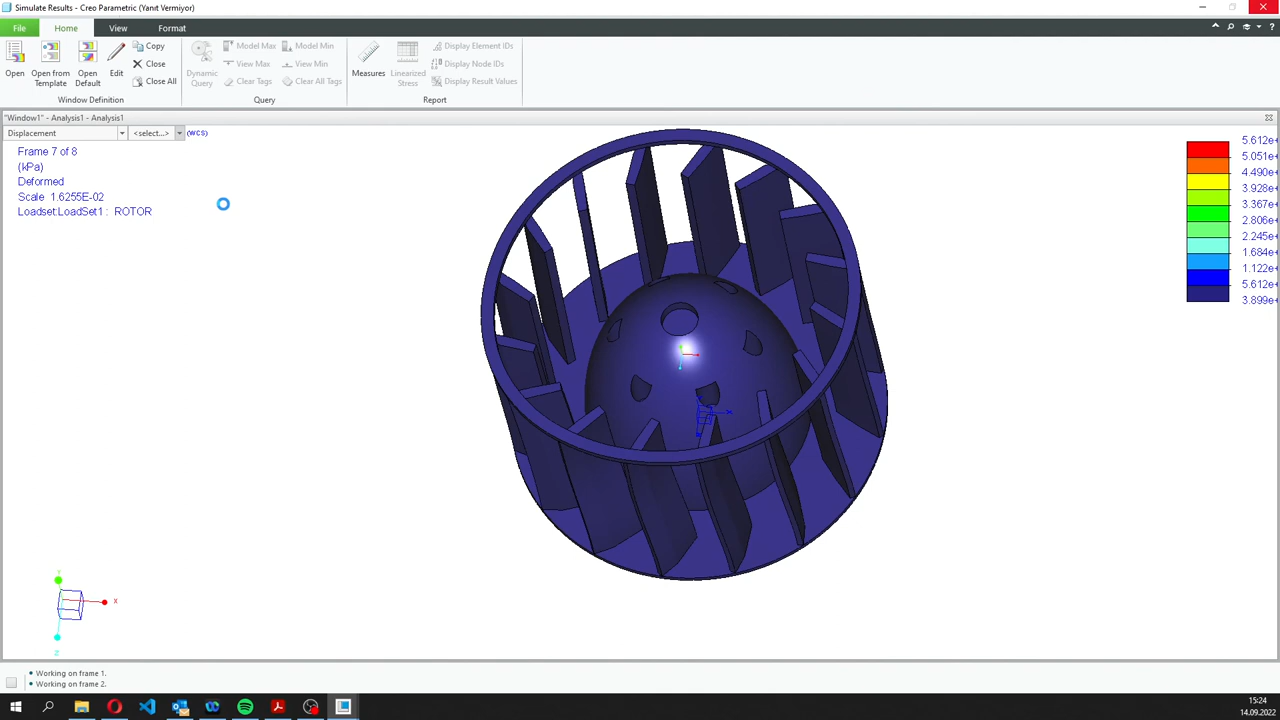 Simulate Results - Creo Parametric (Yanıt Vermiyor)
File Home View Format
Open
Open from Template
Open Default
Edit
Copy
Close
Close All
Window Definition
Dynamic Query
Model Max
View Max
Clear Tags
Model Min
View Min
Clear All Tags
Query
Measures
Linearized Stress
Display Element IDs
Display Node IDs
Display Result Values
Report
"Window1" - Analysis1 - Analysis1
Displacement <select...> (WCS)
Frame 7 of 8
(kPa)
Deformed
Scale 1.6255E-02
Loadset:LoadSet1 : ROTOR
5.612e+
5.051e+
4.490e+
3.928e+
3.367e+
2.806e+
2.245e+
1.684e+
1.122e+
5.612e+
3.899e+
Y
X
Z
• Working on frame 1.
• Working on frame 2.
15:24
14.09.2022